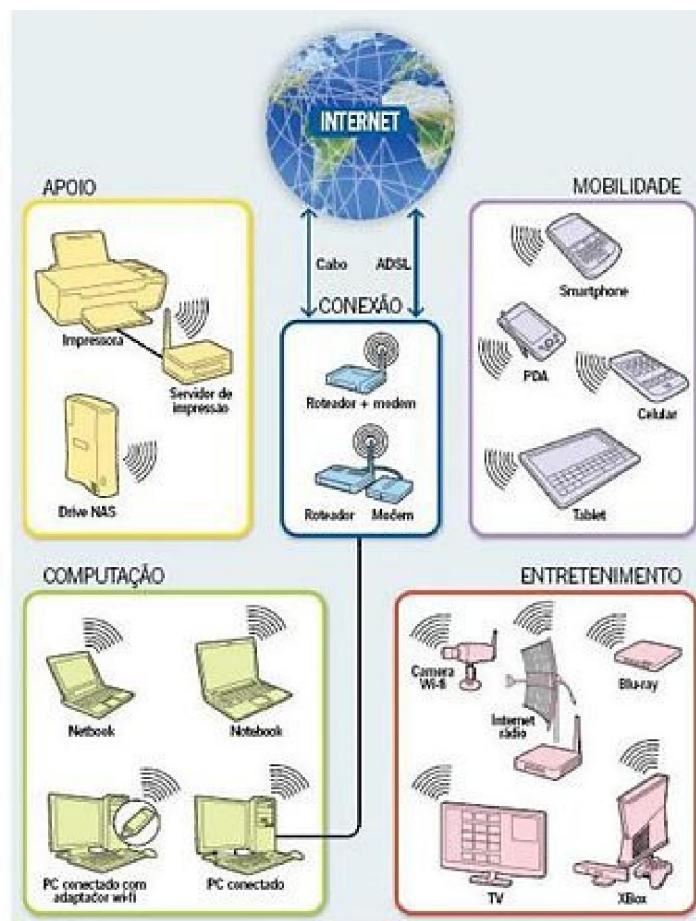 INTERNET
APOIO
Impressora
Servidor de
impressão
Drive NAS
Cabo
ADSL
CONEXÃO
Roteador + modem
Roteador
Modem
MOBILIDADE
Smartphone
PDA
Celular
Tablet
COMPUTAÇÃO
Netbook
Notebook
PC conectado com
adaptador wi-fi
PC conectado
ENTRETENIMENTO
Camera
Wi-fi
Internet
rádio
Blu-ray
TV
XBox